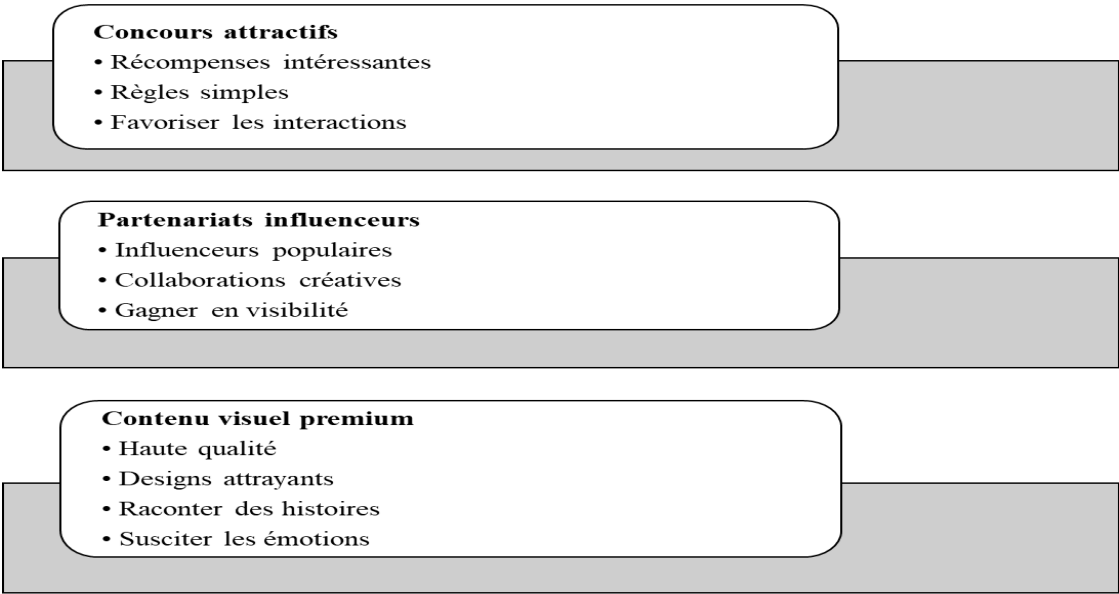 Concours attractifs
• Récompenses intéressantes
• Règles simples
• Favoriser les interactions
Partenariats influenceurs
• Influenceurs populaires
• Collaborations créatives
• Gagner en visibilité
Contenu visuel premium
• Haute qualité
• Designs attrayants
• Raconter des histoires
• Susciter les émotions